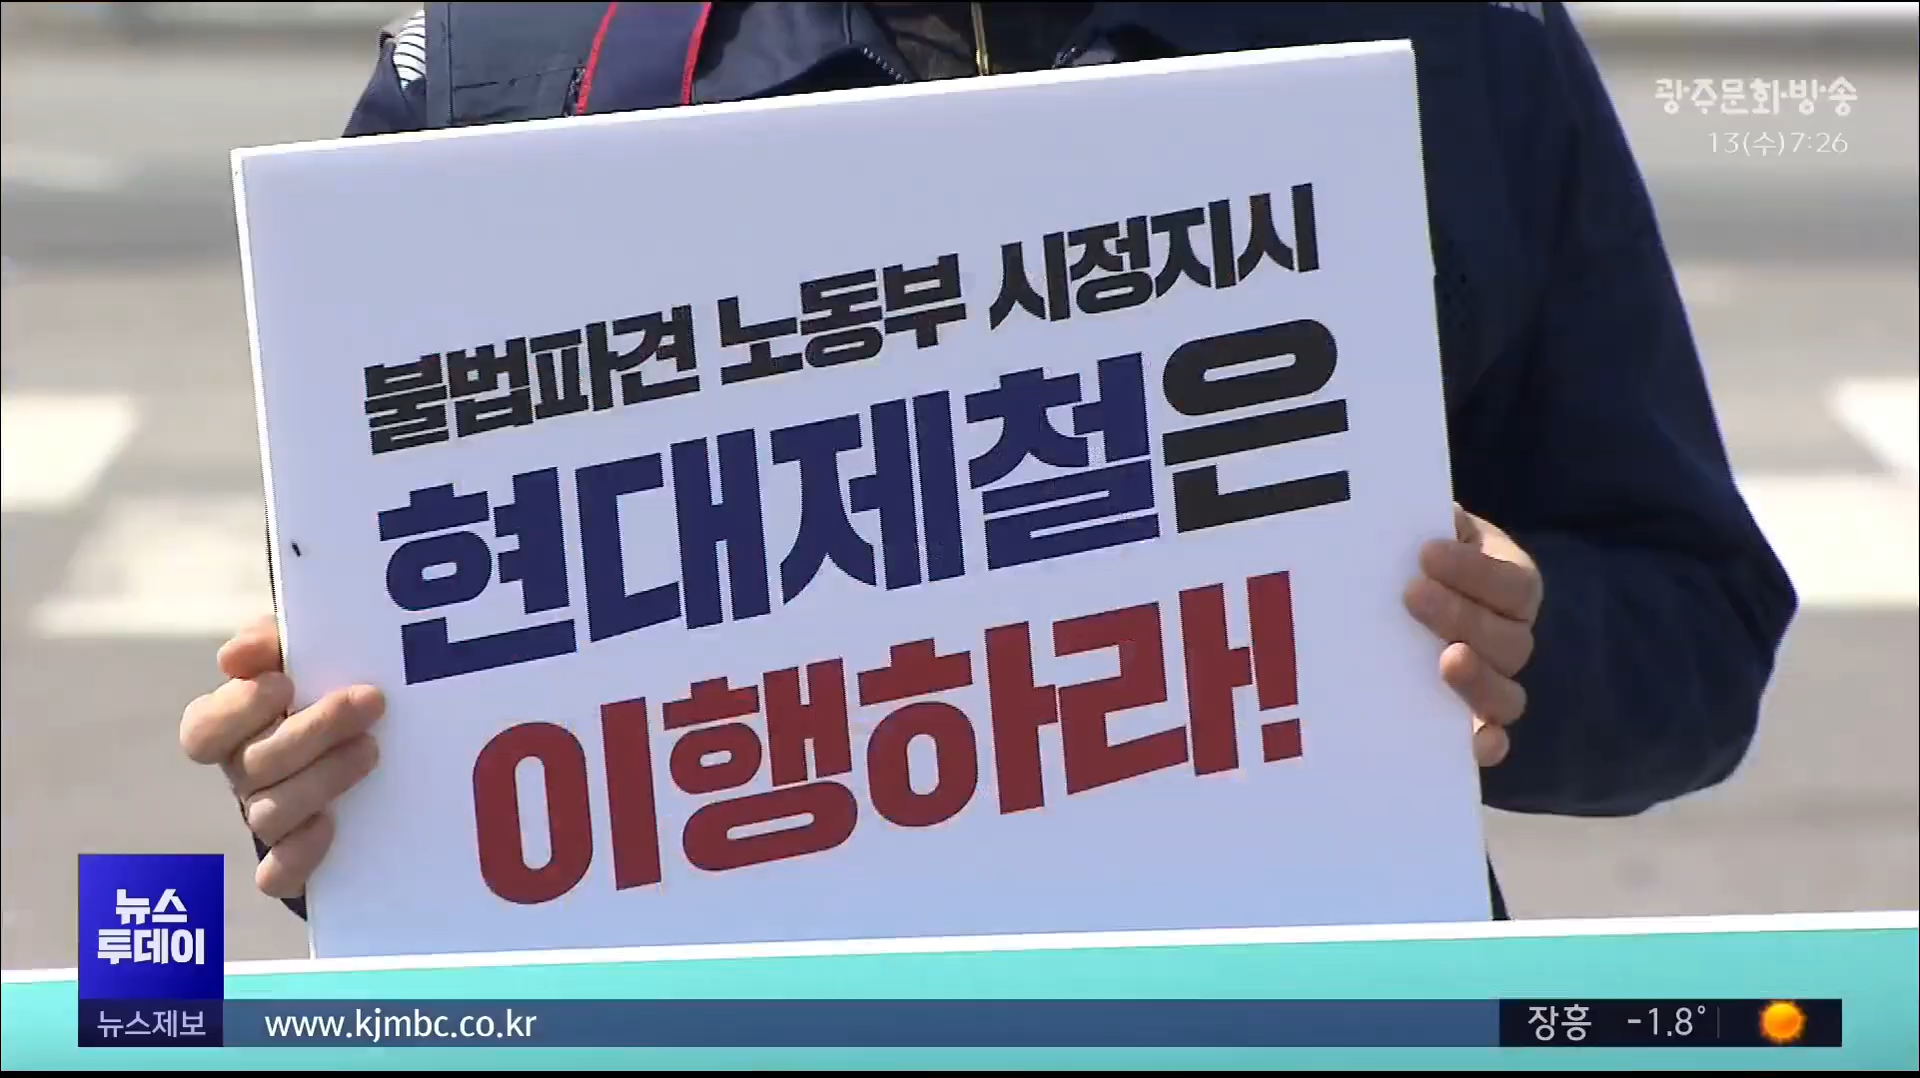 광주문화방송
13(수)7:26
불법파견 노동부 시정지시
현대제철은
이행하라!
뉴스
투데이
뉴스제보 www.kjmbc.co.kr 장흥 -1.8°